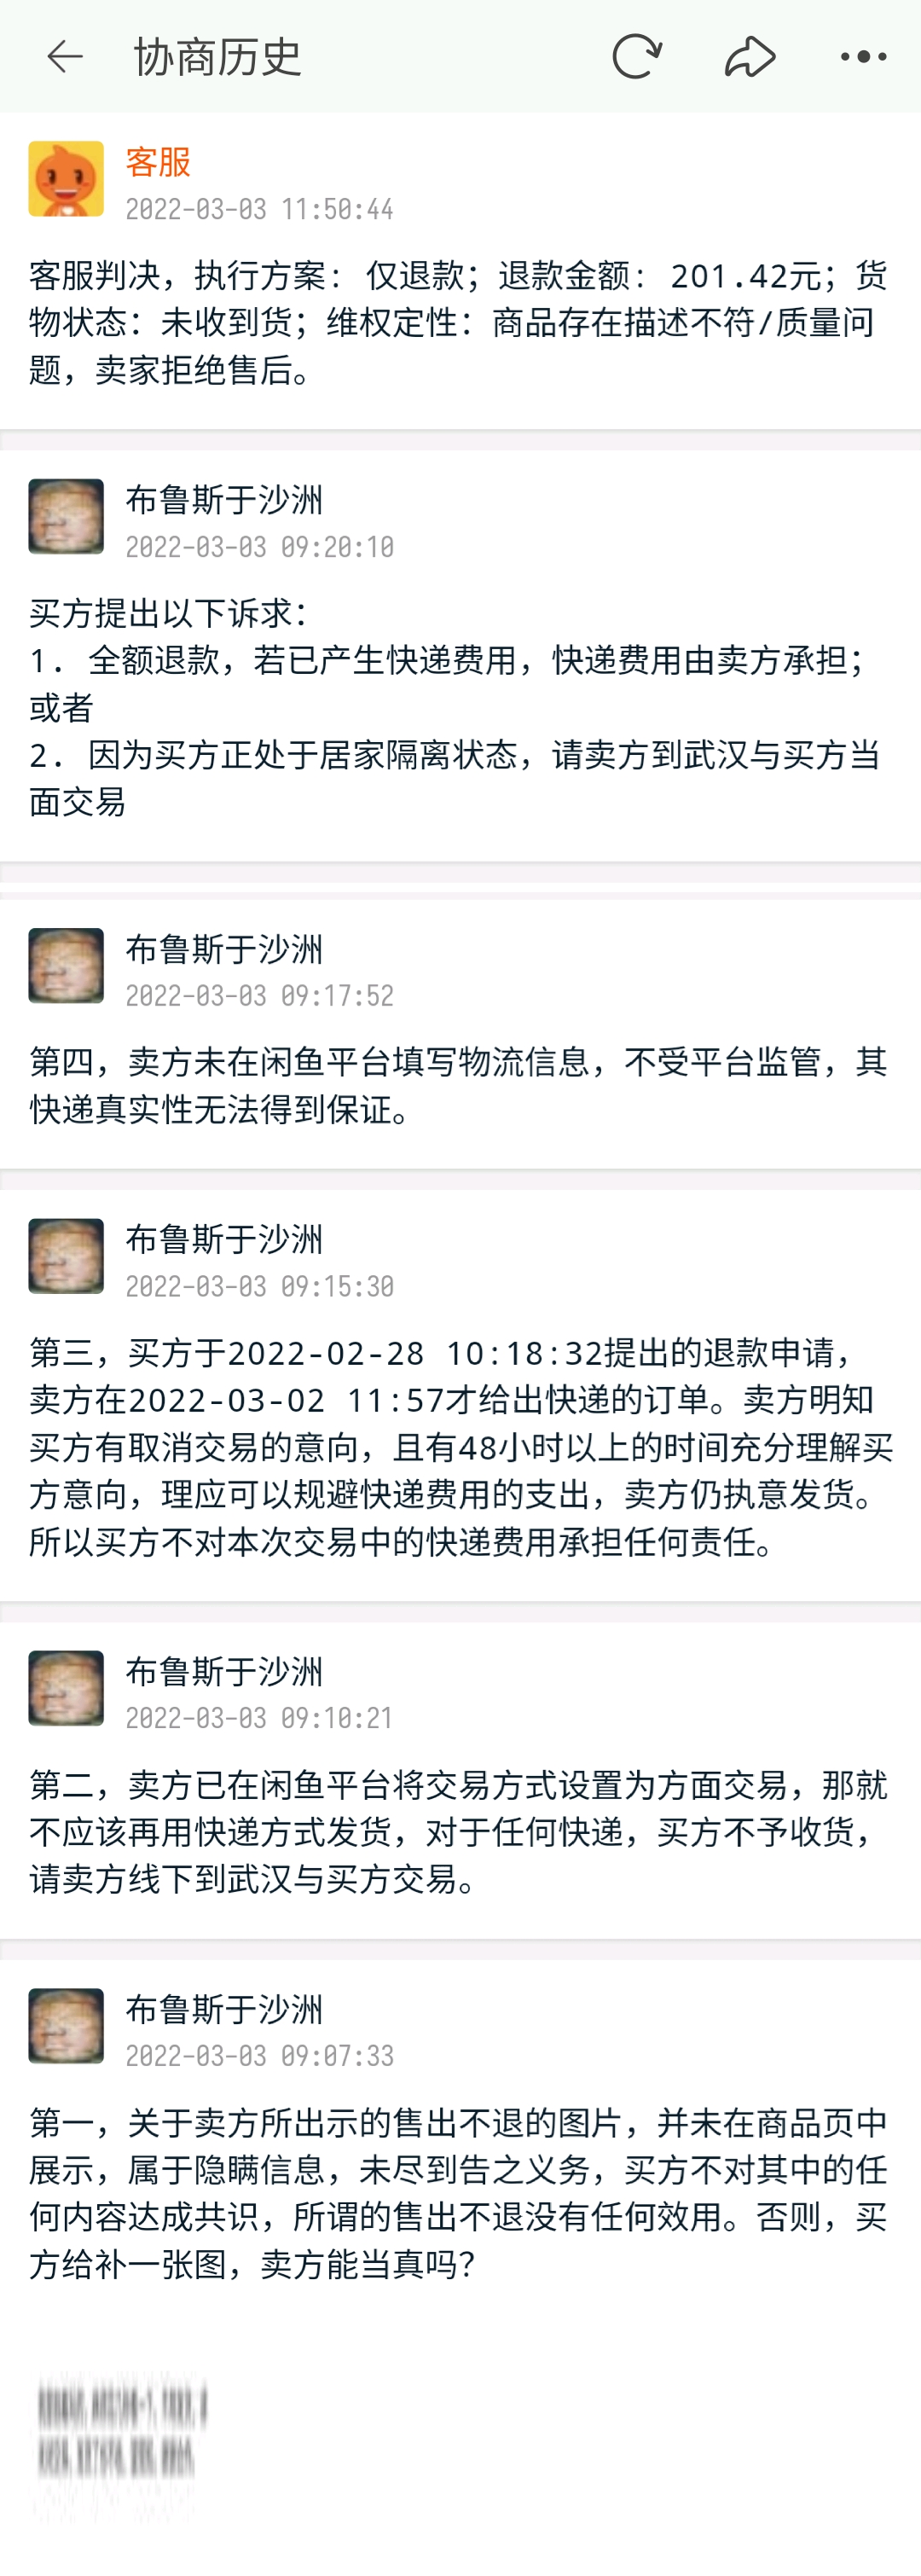 协商历史
客服
2022-03-03 11:50:44
客服判决，执行方案： 仅退款；退款金额： 201.42元；货
物状态：未收到货；维权定性：商品存在描述不符/质量问
题，卖家拒绝售后。
布鲁斯于沙洲
2022-03-03 09:20:10
买方提出以下诉求：
1. 全额退款，若已产生快递费用，快递费用由卖方承担；
或者
2. 因为买方正处于居家隔离状态，请卖方到武汉与买方当
面交易
布鲁斯于沙洲
2022-03-03 09:17:52
第四，卖方未在闲鱼平台填写物流信息，不受平台监管，其
快递真实性无法得到保证。
布鲁斯于沙洲
2022-03-03 09:15:30
第三，买方于2022-02-28 10:18:32提出的退款申请，
卖方在2022-03-02 11:57才给出快递的订单。卖方明知
买方有取消交易的意向，且有48小时以上的时间充分理解买
方意向，理应可以规避快递费用的支出，卖方仍执意发货。
所以买方不对本次交易中的快递费用承担任何责任。
布鲁斯于沙洲
2022-03-03 09:10:21
第二，卖方已在闲鱼平台将交易方式设置为方面交易，那就
不应该再用快递方式发货，对于任何快递，买方不予收货，
请卖方线下到武汉与买方交易。
布鲁斯于沙洲
2022-03-03 09:07:33
第一，关于卖方所出示的售出不退的图片，并未在商品页中
展示，属于隐瞒信息，未尽到告之义务，买方不对其中的任
何内容达成共识，所谓的售出不退没有任何效用。否则，买
方给补一张图，卖方能当真吗？